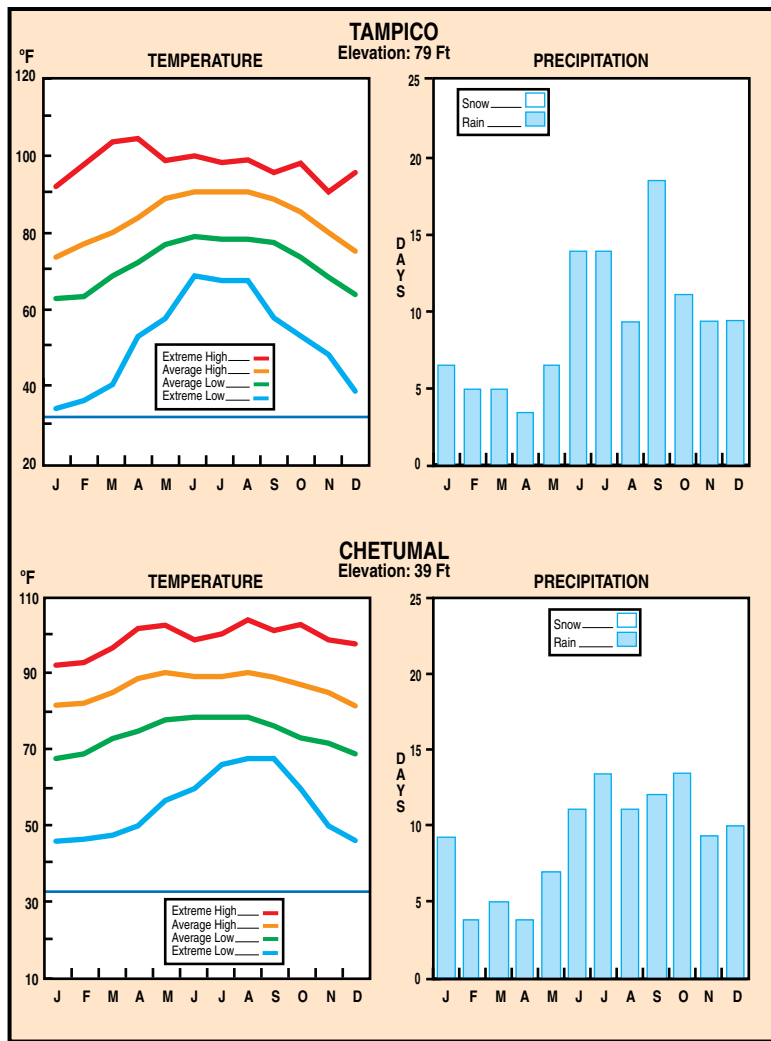 TAMPICO
Elevation: 79 Ft
°F
TEMPERATURE
PRECIPITATION
120
100
80
60
40
20
Extreme High
Average High
Average Low
Extreme Low
J F M A M J J A S O N D
25
20
15
10
5
0
DAYS
Snow
Rain
J F M A M J J A S O N D
CHETUMAL
Elevation: 39 Ft
°F
TEMPERATURE
PRECIPITATION
110
90
70
50
30
10
Extreme High
Average High
Average Low
Extreme Low
J F M A M J J A S O N D
25
20
15
10
5
0
DAYS
Snow
Rain
J F M A M J J A S O N D